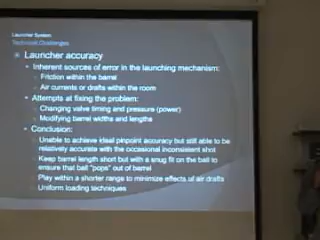 Launcher System
Technical Challenges
Launcher accuracy
Inherent sources of error in the launching mechanism:
Friction within the barrel
Air currents or drafts within the room
Attempts at fixing the problem:
Changing valve timing and pressure (power)
Modifying barrel widths and lengths
Conclusion:
Unable to achieve ideal pinpoint accuracy but still able to be
relatively accurate with the occasional inconsistent shot
Keep barrel length short but with a snug fit on the ball to
ensure that ball "pops" out of barrel
Play within a shorter range to minimize effects of air drafts
Uniform loading techniques